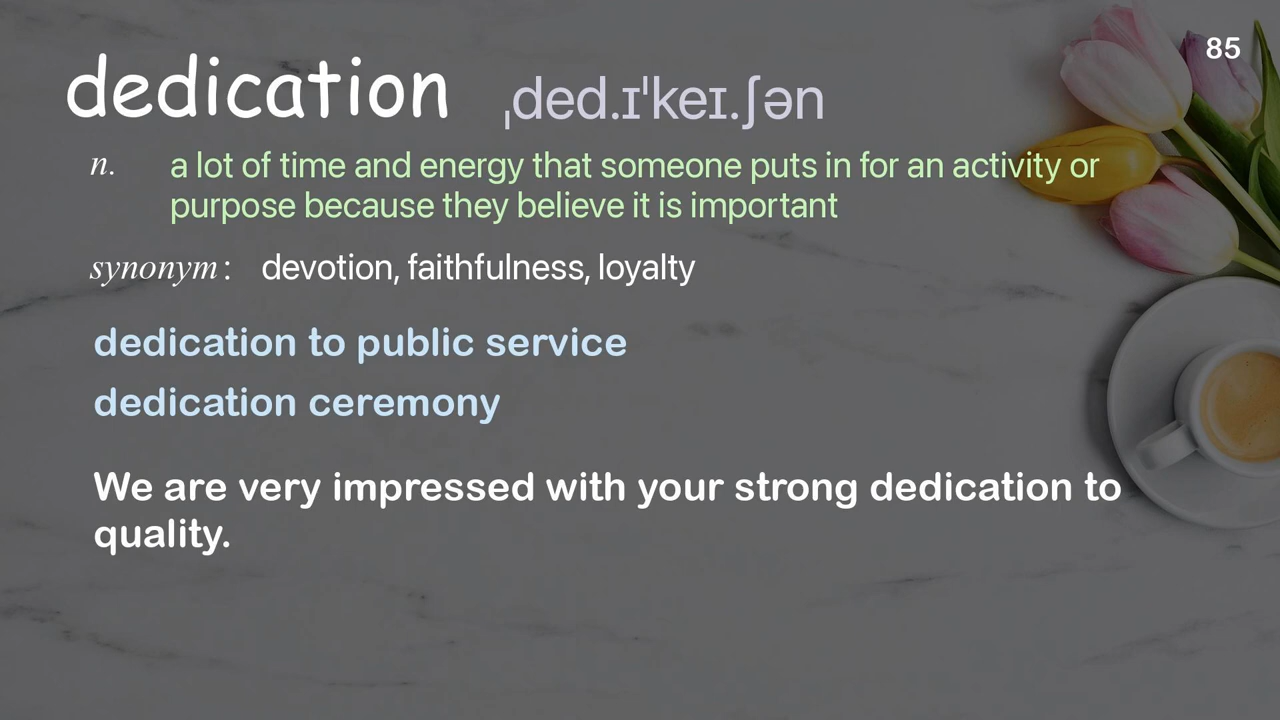 85
dedication ˌded.ɪˈkeɪ.ʃən
n. a lot of time and energy that someone puts in for an activity or
purpose because they believe it is important
synonym: devotion, faithfulness, loyalty
dedication to public service
dedication ceremony
We are very impressed with your strong dedication to
quality.